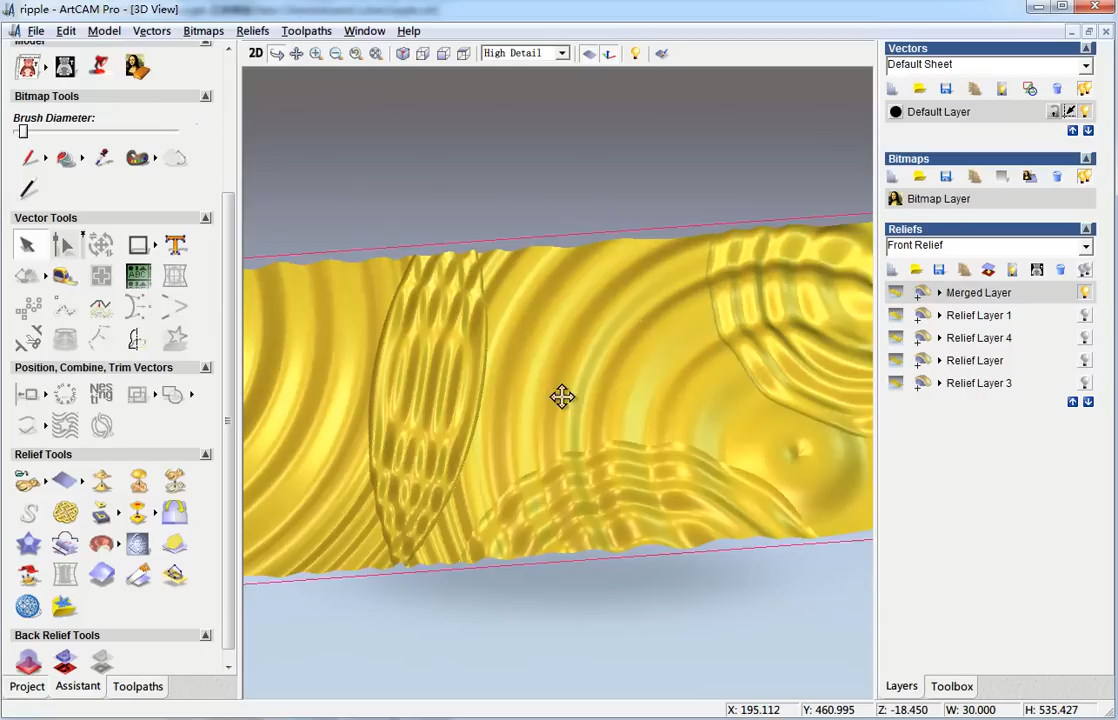 ripple - ArtCAM Pro - [3D View]
File Edit Model Vectors Bitmaps Reliefs Toolpaths Window Help
Model
Bitmap Tools
Brush Diameter:
Vector Tools
T
ABC
Position, Combine, Trim Vectors
Nes
ting
Relief Tools
Back Relief Tools
Project Assistant Toolpaths
2D High Detail
Vectors
Default Sheet
Default Layer
Bitmaps
Bitmap Layer
Reliefs
Front Relief
Merged Layer
Relief Layer 1
Relief Layer 4
Relief Layer
Relief Layer 3
Layers Toolbox
X: 195.112 Y: 460.995 Z: -18.450 W: 30.000 H: 535.427